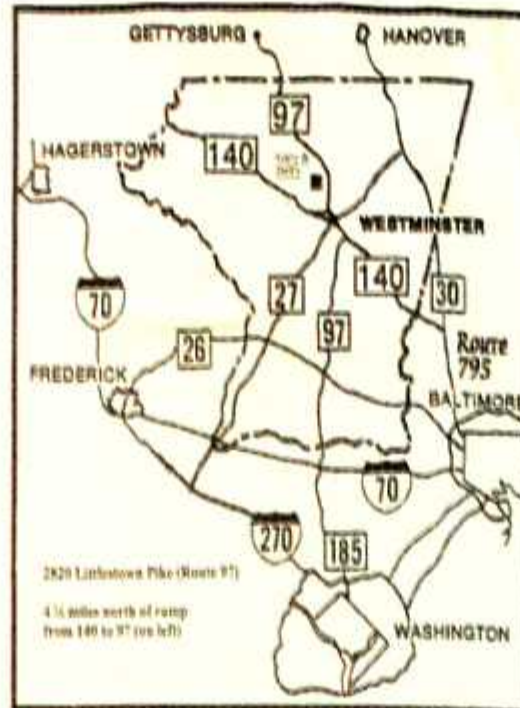 GETTYSBURG
HANOVER
97
HAGERSTOWN
140
WESTMINSTER
27
140
30
70
97
Route
795
26
FREDERICK
BALTIMORE
70
270
185
2820 Littlestown Pike (Route 97)
4 ½ miles north of ramp
from 140 to 97 (on left)
WASHINGTON